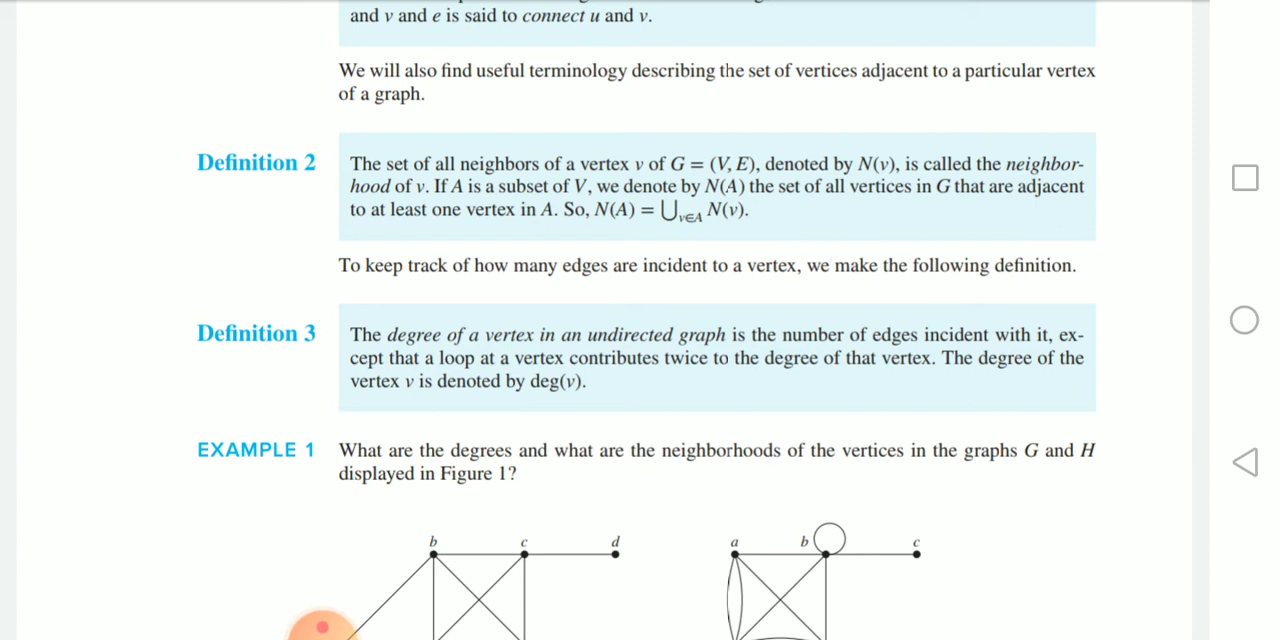 and v and e is said to connect u and v.
We will also find useful terminology describing the set of vertices adjacent to a particular vertex
of a graph.
Definition 2
The set of all neighbors of a vertex v of G = (V, E), denoted by N(v), is called the neighbor-
hood of v. If A is a subset of V, we denote by N(A) the set of all vertices in G that are adjacent
to at least one vertex in A. So, N(A) = ⋃v∈A N(v).
To keep track of how many edges are incident to a vertex, we make the following definition.
Definition 3
The degree of a vertex in an undirected graph is the number of edges incident with it, ex-
cept that a loop at a vertex contributes twice to the degree of that vertex. The degree of the
vertex v is denoted by deg(v).
EXAMPLE 1
What are the degrees and what are the neighborhoods of the vertices in the graphs G and H
displayed in Figure 1?
b c d a b c